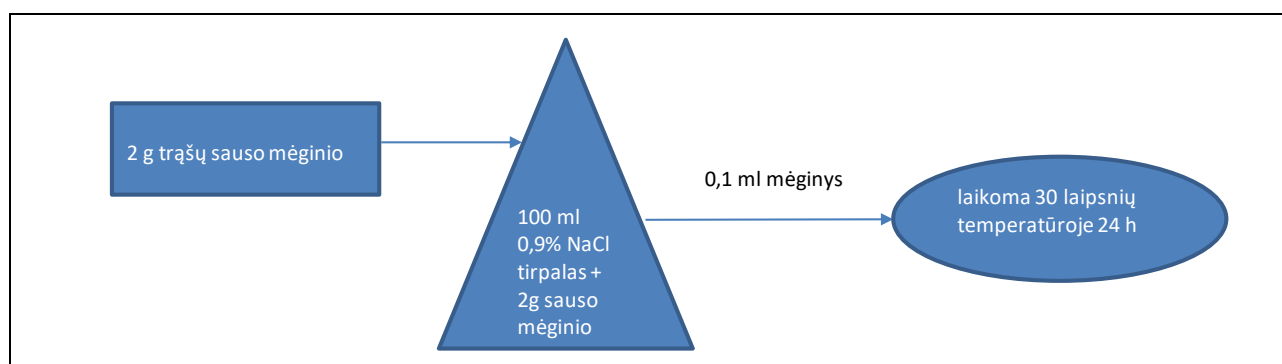 2 g trąšų sauso mėginio
100 ml
0,9% NaCl
tirpalas +
2g sauso
mėginio
0,1 ml mėginys
laikoma 30 laipsnių
temperatūroje 24 h